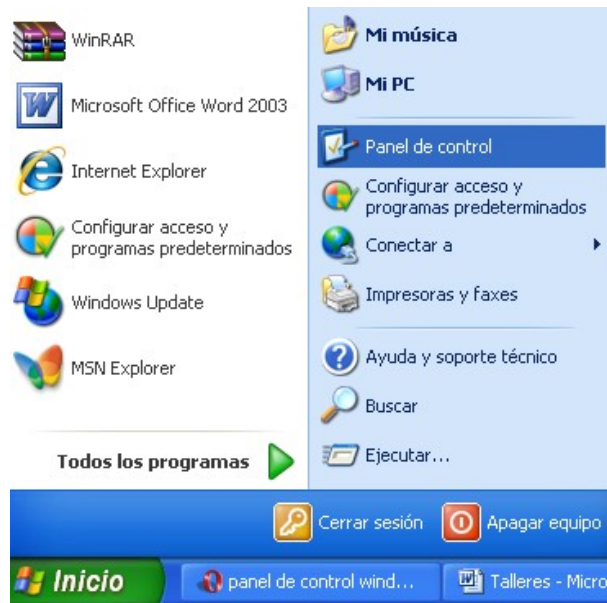 WinRAR
Microsoft Office Word 2003
Internet Explorer
Configurar acceso y
programas predeterminados
Windows Update
MSN Explorer
Todos los programas
Mi música
Mi PC
Panel de control
Configurar acceso y
programas predeterminados
Conectar a
Impresoras y faxes
Ayuda y soporte técnico
Buscar
Ejecutar...
Cerrar sesión
Apagar equipo
Inicio
panel de control wind...
Talleres - Micro